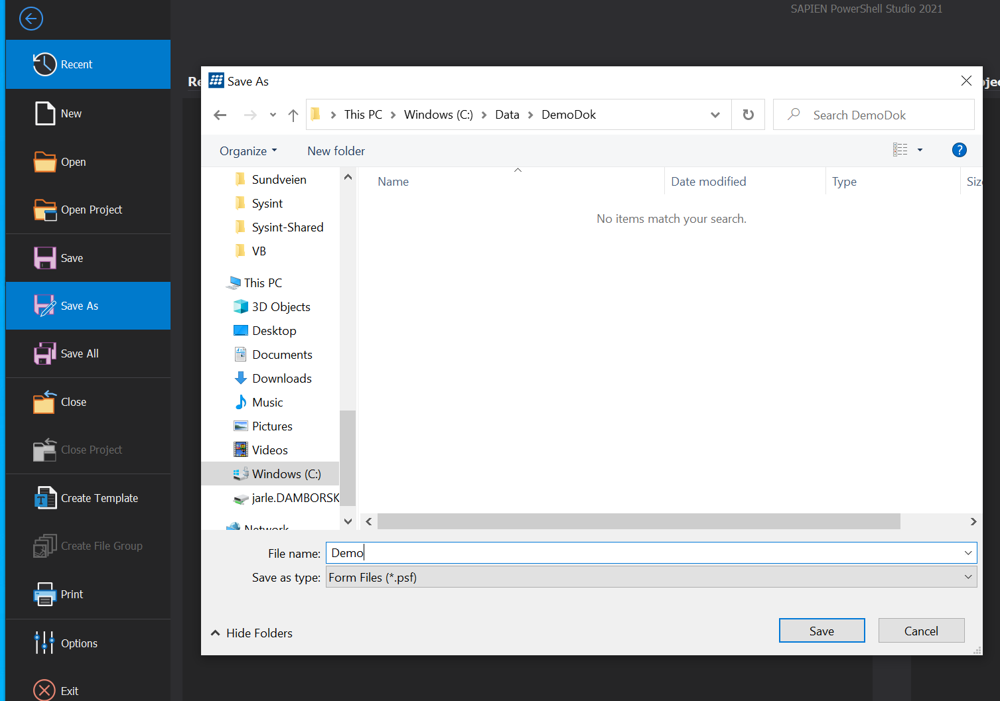 SAPIEN PowerShell Studio 2021
Recent
New
Open
Open Project
Save
Save As
Save All
Close
Close Project
Create Template
Create File Group
Print
Options
Exit
Save As
This PC > Windows (C:) > Data > DemoDok
Search DemoDok
Organize
New folder
?
Sundveien
Sysint
Sysint-Shared
VB
This PC
3D Objects
Desktop
Documents
Downloads
Music
Pictures
Videos
Windows (C:)
jarle.DAMBORSK
Network
Name
Date modified
Type
Siz
No items match your search.
File name: Demo
Save as type: Form Files (*.psf)
Hide Folders
Save
Cancel